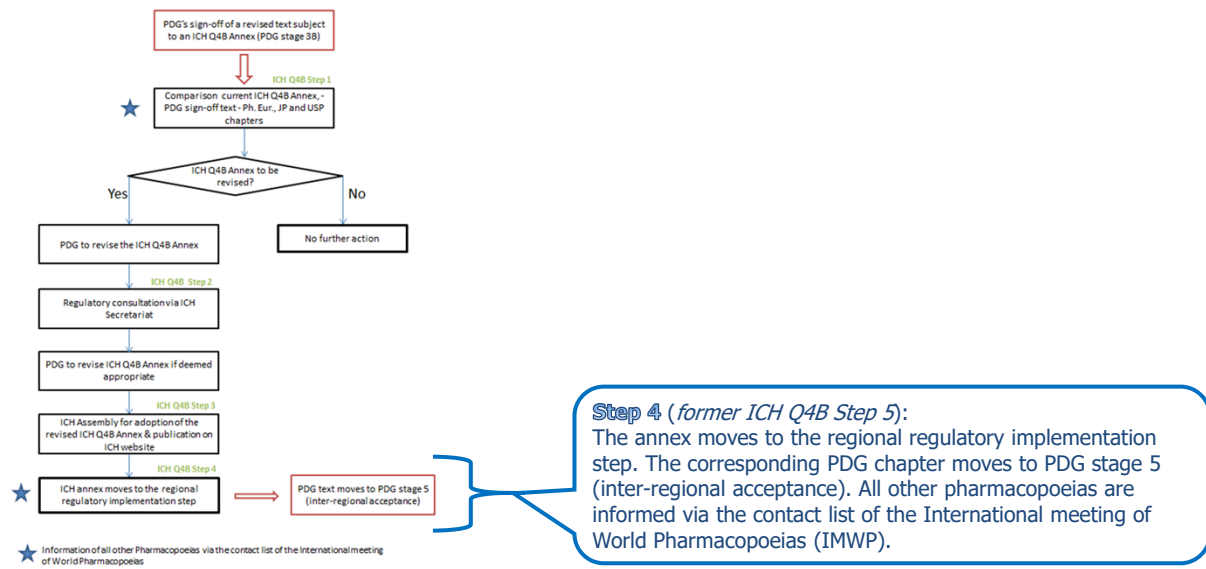 PDG's sign-off of a revised text subject
to an ICH Q4B Annex (PDG stage 3B)
ICH Q4B Step 1
Comparison current ICH Q4B Annex, -
PDG sign-off text - Ph. Eur., JP and USP
chapters
ICH Q4B Annex to be
revised?
Yes
No
PDG to revise the ICH Q4B Annex
No further action
ICH Q4B Step 2
Regulatory consultation via ICH
Secretariat
PDG to revise ICH Q4B Annex if deemed
appropriate
ICH Q4B Step 3
ICH Assembly for adoption of the
revised ICH Q4B Annex & publication on
ICH website
ICH Q4B Step 4
ICH annex moves to the regional
regulatory implementation step
PDG text moves to PDG stage 5
(inter-regional acceptance)
Information of all other Pharmacopoeias via the contact list of the International meeting
of World Pharmacopoeias
Step 4 (former ICH Q4B Step 5):
The annex moves to the regional regulatory implementation
step. The corresponding PDG chapter moves to PDG stage 5
(inter-regional acceptance). All other pharmacopoeias are
informed via the contact list of the International meeting of
World Pharmacopoeias (IMWP).